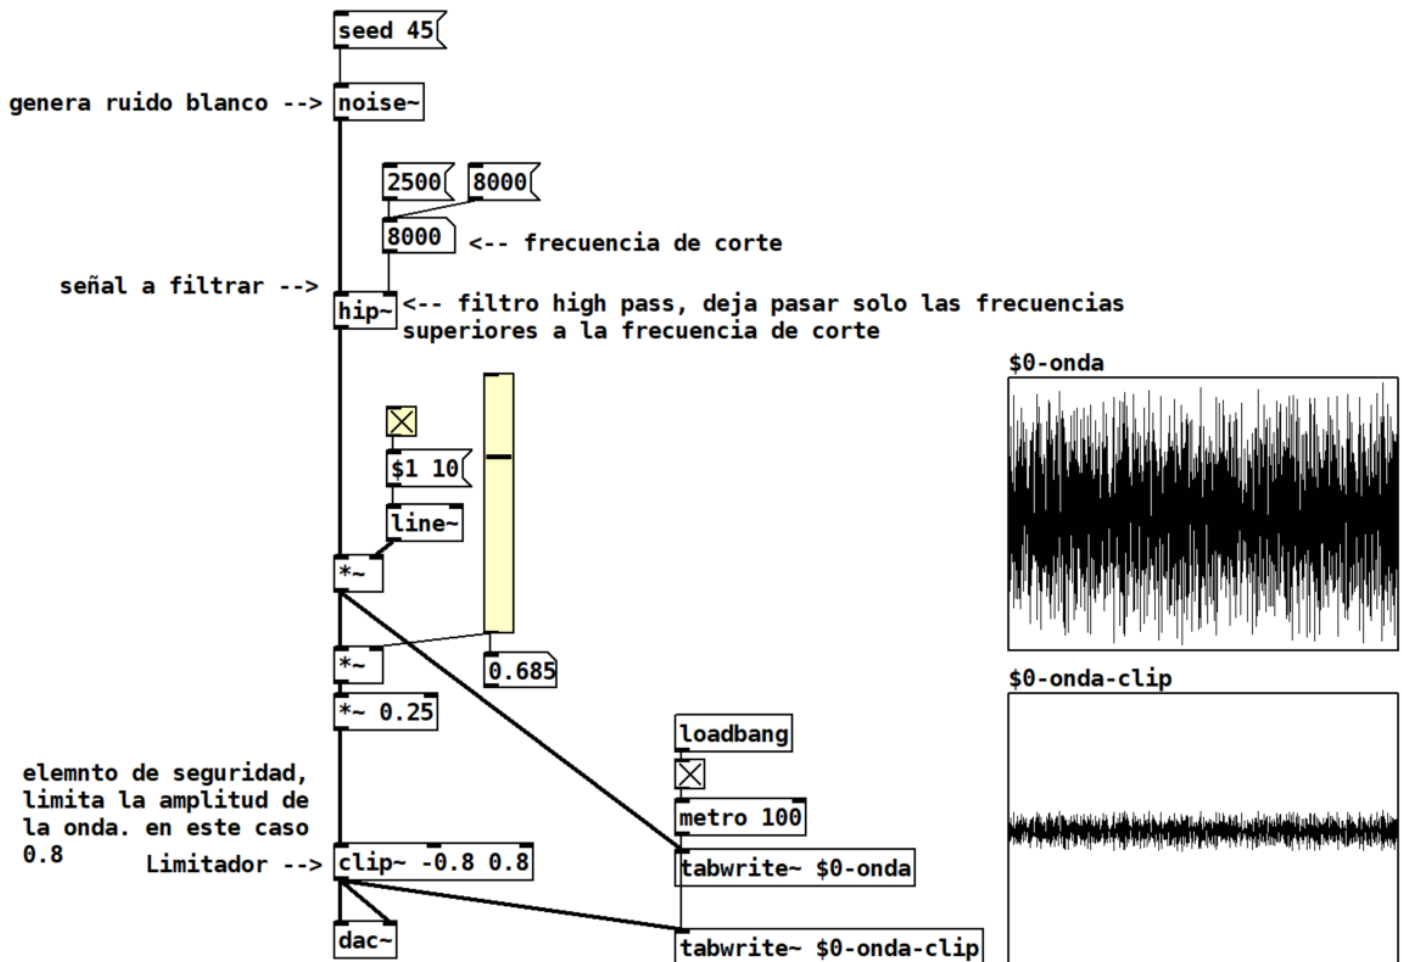 seed 45
genera ruido blanco -->
noise~
2500
8000
8000
<-- frecuencia de corte
señal a filtrar -->
hip~
<-- filtro high pass, deja pasar solo las frecuencias
superiores a la frecuencia de corte
$0-onda
$1 10
line~
*~
*~
0.685
$0-onda-clip
*~ 0.25
loadbang
elemnto de seguridad,
limita la amplitud de
la onda. en este caso
0.8
metro 100
Limitador -->
clip~ -0.8 0.8
tabwrite~ $0-onda
dac~
tabwrite~ $0-onda-clip